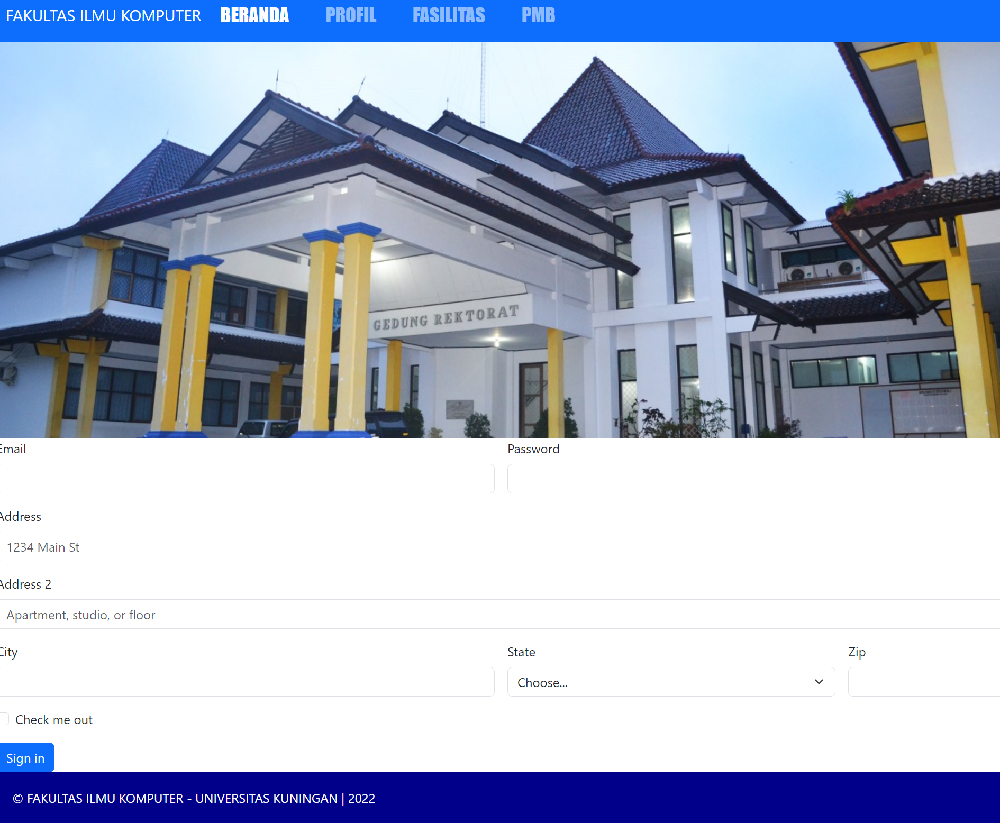 FAKULTAS ILMU KOMPUTER BERANDA PROFIL FASILITAS PMB
GEDUNG REKTORAT
Email Password
Address
1234 Main St
Address 2
Apartment, studio, or floor
City State Zip
Choose...
Check me out
Sign in
© FAKULTAS ILMU KOMPUTER - UNIVERSITAS KUNINGAN | 2022